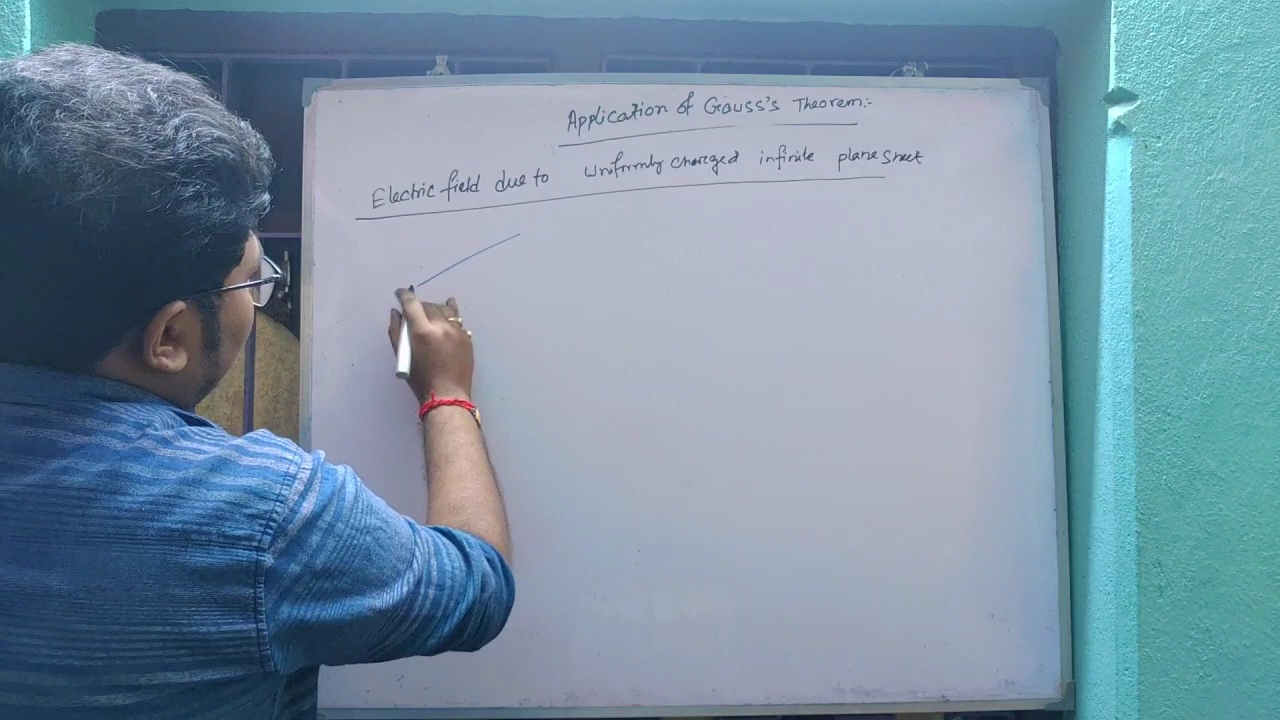 Application of Gauss's Theorem:-
Electric field due to Uniformly charged infinite plane sheet